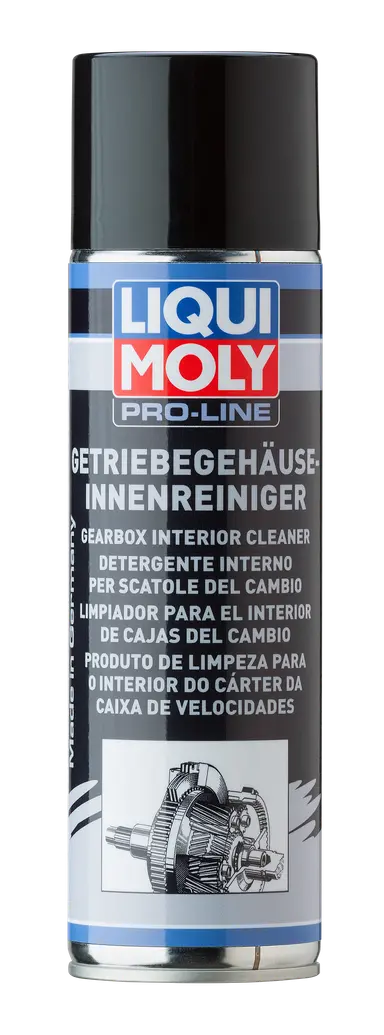 LIQUI
MOLY
PRO-LINE
GETRIEBEGEHÄUSE-
INNENREINIGER
GEARBOX INTERIOR CLEANER
DETERGENTE INTERNO
PER SCATOLE DEL CAMBIO
LIMPIADOR PARA EL INTERIOR
DE CAJAS DEL CAMBIO
PRODUTO DE LIMPEZA PARA
O INTERIOR DO CÁRTER DA
CAIXA DE VELOCIDADES
Made in Germany